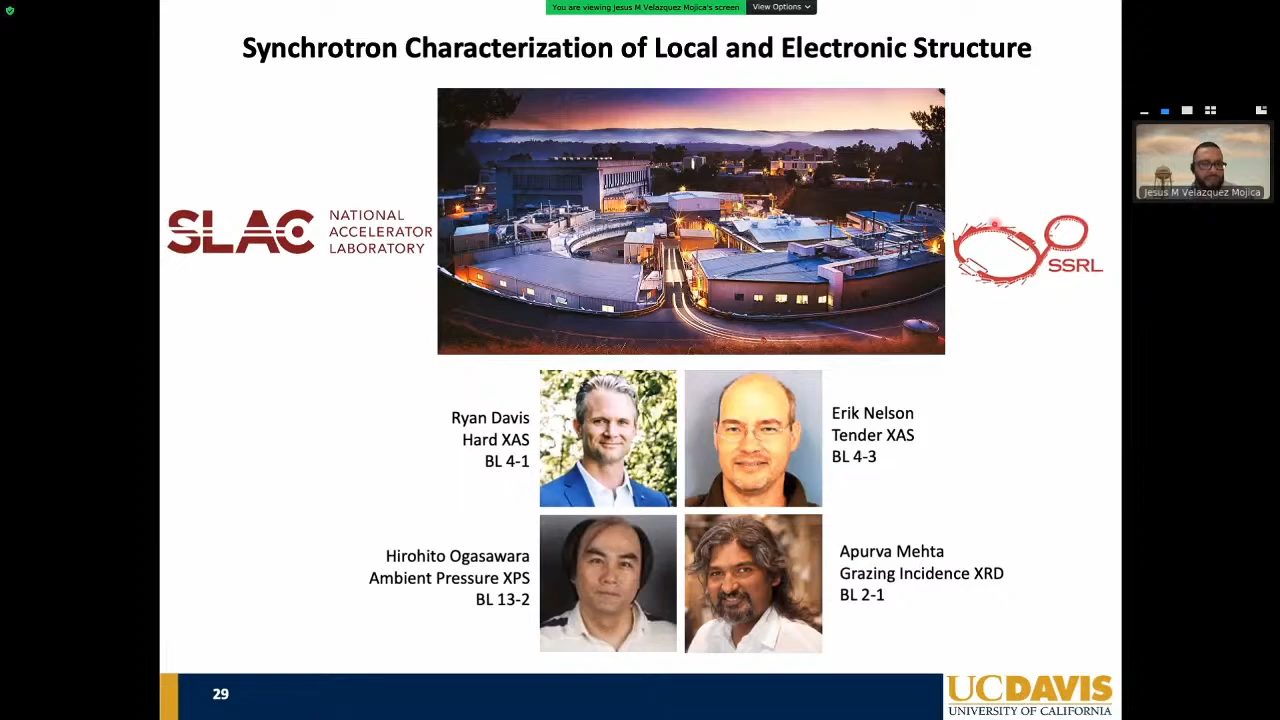 You are viewing Jesus M Velazquez Mojica's screen
View Options
Synchrotron Characterization of Local and Electronic Structure
SLAC
NATIONAL
ACCELERATOR
LABORATORY
SSRL
Jesus M Velazquez Mojica
Ryan Davis
Hard XAS
BL 4-1
Erik Nelson
Tender XAS
BL 4-3
Hirohito Ogasawara
Ambient Pressure XPS
BL 13-2
Apurva Mehta
Grazing Incidence XRD
BL 2-1
29
UCDAVIS
UNIVERSITY OF CALIFORNIA